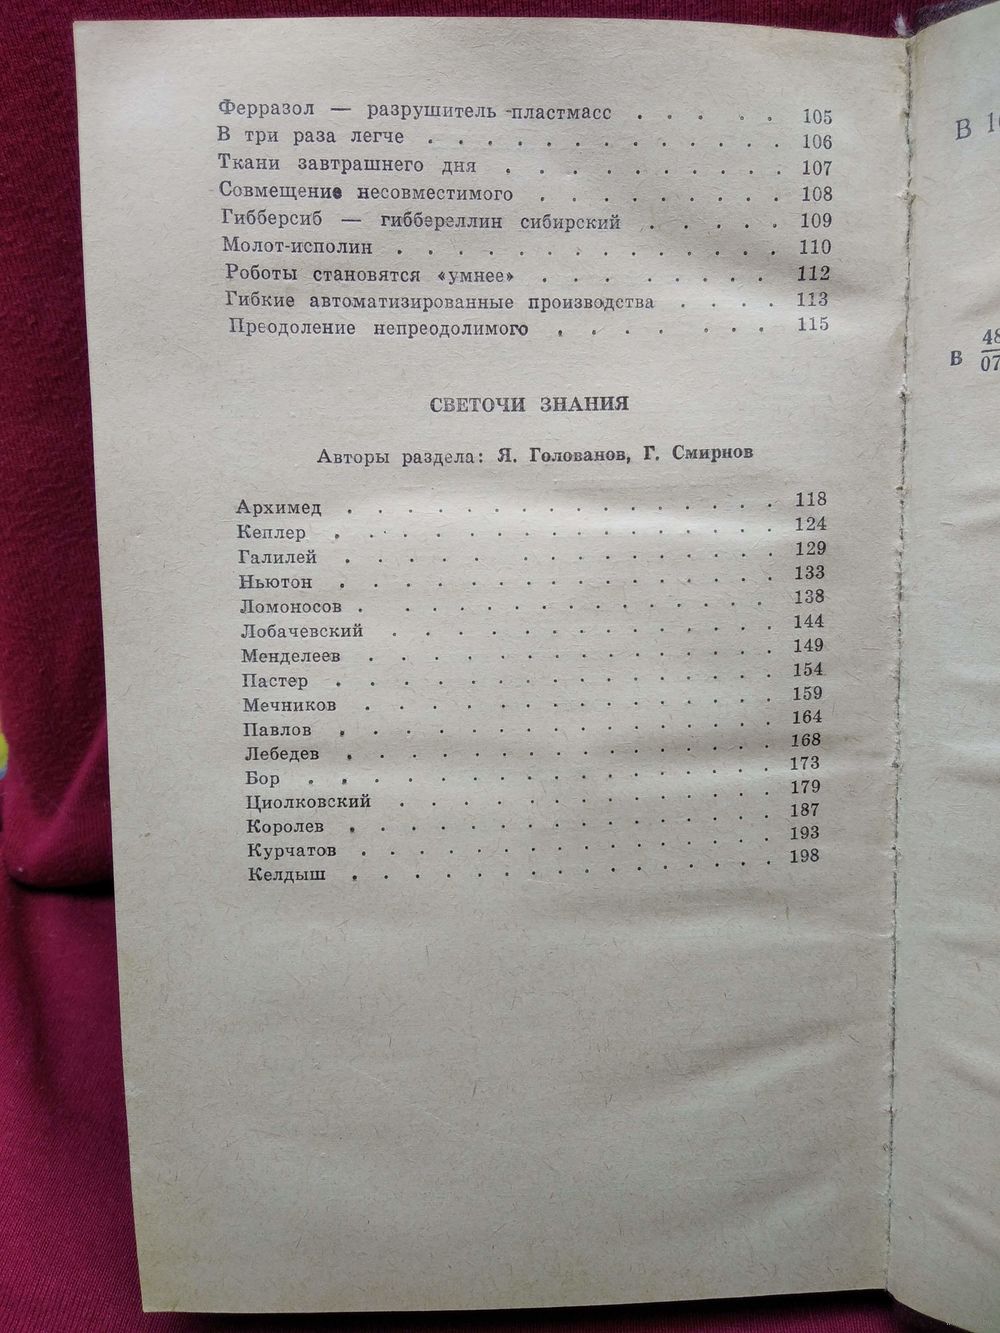 Ферразол — разрушитель пластмасс . . . . . 105
В три раза легче . . . . . . . . . . . . 106
Ткани завтрашнего дня . . . . . . . . . 107
Совмещение несовместимого . . . . . . . . 108
Гибберсиб — гиббереллин сибирский . . . . . 109
Молот-исполин . . . . . . . . . . . . . 110
Роботы становятся «умнее» . . . . . . . . 112
Гибкие автоматизированные производства . . . . 113
Преодоление непреодолимого . . . . . . . 115
СВЕТОЧИ ЗНАНИЯ
Авторы раздела: Я. Голованов, Г. Смирнов
Архимед . . . . . . . . . . . . . . . 118
Кеплер . . . . . . . . . . . . . . . 124
Галилей . . . . . . . . . . . . . . . 129
Ньютон . . . . . . . . . . . . . . . 133
Ломоносов . . . . . . . . . . . . . . 138
Лобачевский . . . . . . . . . . . . . 144
Менделеев . . . . . . . . . . . . . . 149
Пастер . . . . . . . . . . . . . . . 154
Мечников . . . . . . . . . . . . . . 159
Павлов . . . . . . . . . . . . . . . 164
Лебедев . . . . . . . . . . . . . . . 168
Бор . . . . . . . . . . . . . . . . 173
Циолковский . . . . . . . . . . . . . 179
Королев . . . . . . . . . . . . . . . 187
Курчатов . . . . . . . . . . . . . . 193
Келдыш . . . . . . . . . . . . . . . 198
В
В 48
07